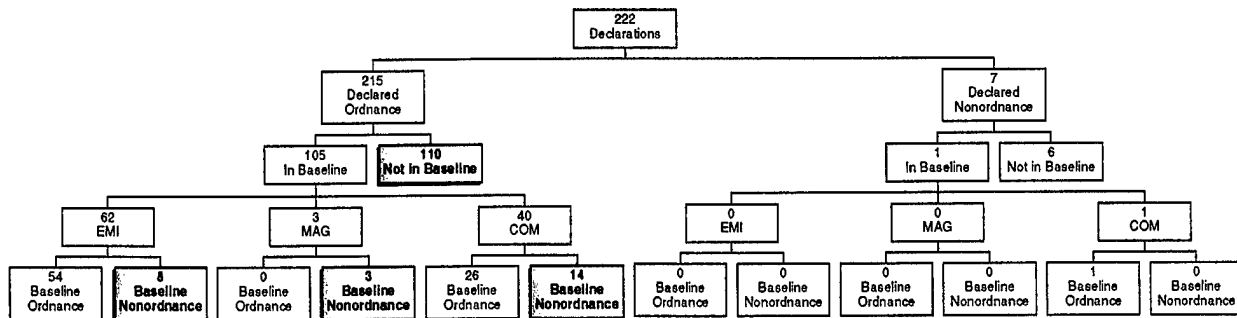 222
Declarations
215
Declared
Ordnance
7
Declared
Nonordnance
105
In Baseline
110
Not in Baseline
1
In Baseline
6
Not in Baseline
62
EMI
3
MAG
40
COM
0
EMI
0
MAG
1
COM
54
Baseline
Ordnance
8
Baseline
Nonordnance
0
Baseline
Ordnance
3
Baseline
Nonordnance
26
Baseline
Ordnance
14
Baseline
Nonordnance
0
Baseline
Ordnance
0
Baseline
Nonordnance
0
Baseline
Ordnance
0
Baseline
Nonordnance
1
Baseline
Ordnance
0
Baseline
Nonordnance